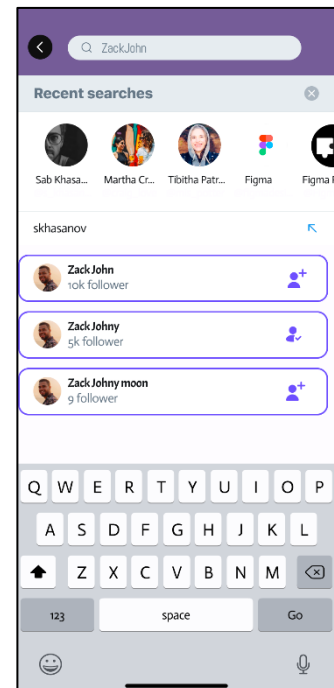 ZackJohn
Recent searches
Sab Khasa... Martha Cr... Tibitha Patr... Figma Figma
skhasanov
Zack John
10k follower
Zack Johny
5k follower
Zack Johny moon
9 follower
Q W E R T Y U I O P
A S D F G H J K L
Z X C V B N M
123 space Go